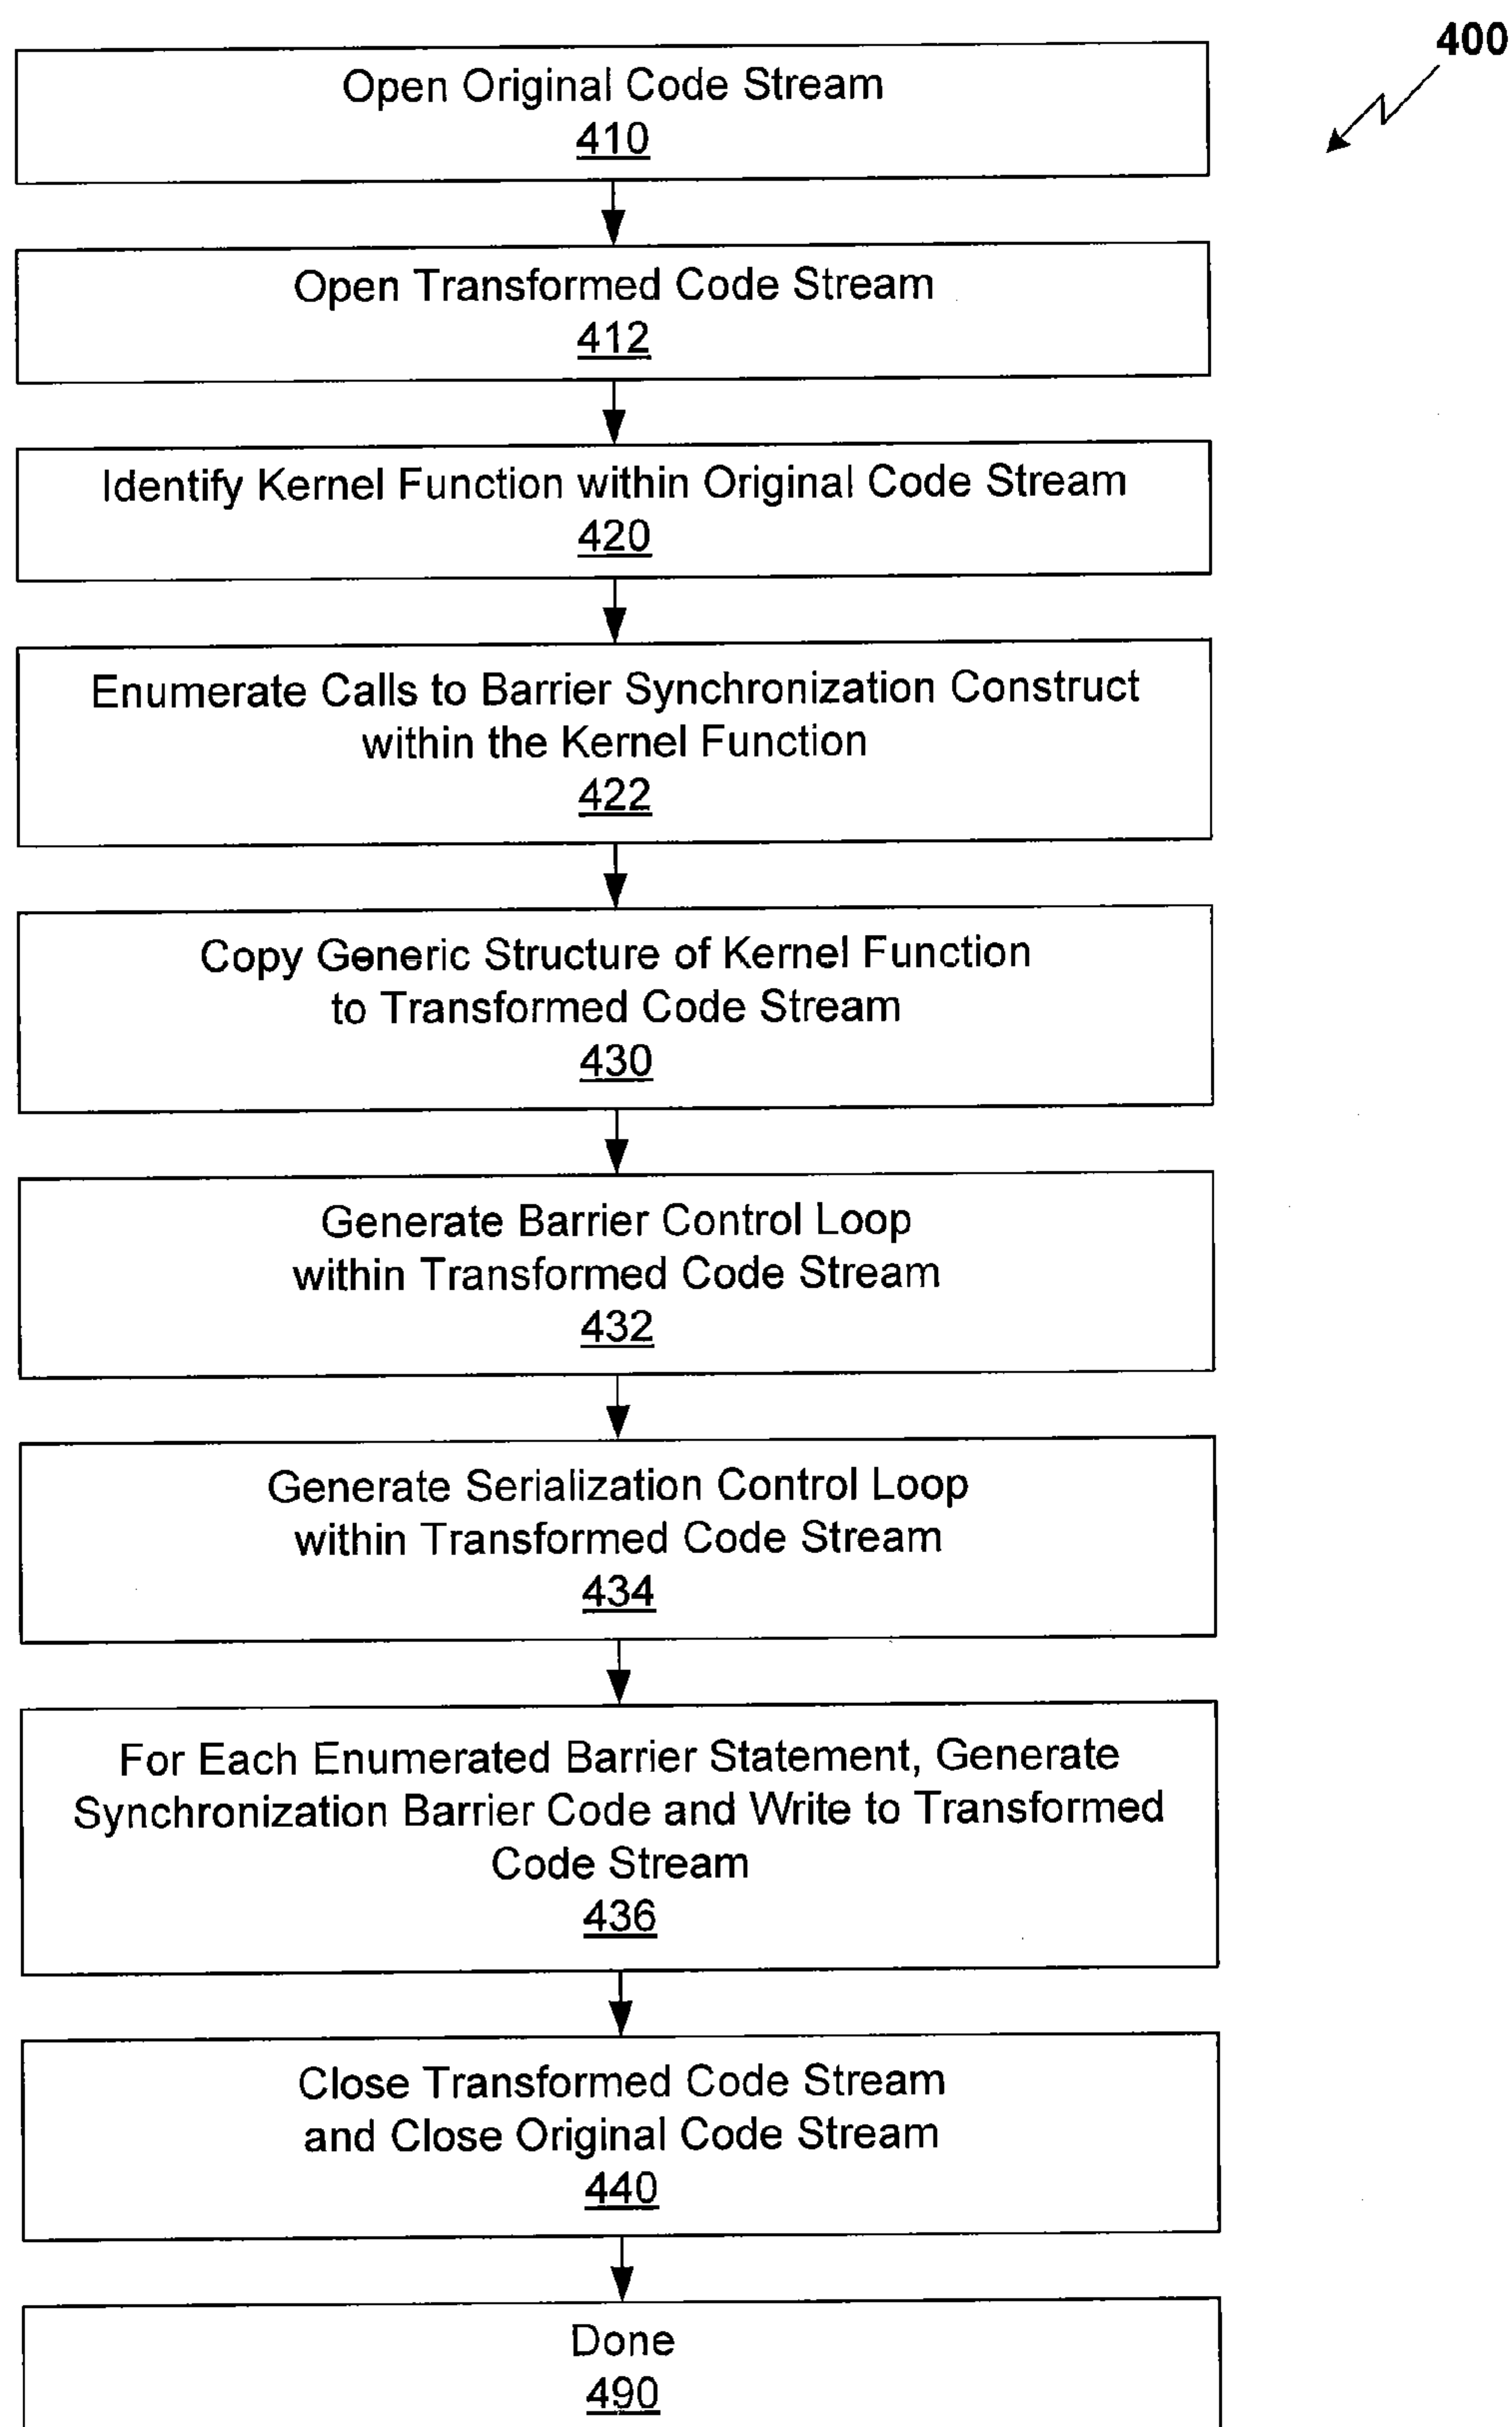 400
Open Original Code Stream
410
Open Transformed Code Stream
412
Identify Kernel Function within Original Code Stream
420
Enumerate Calls to Barrier Synchronization Construct
within the Kernel Function
422
Copy Generic Structure of Kernel Function
to Transformed Code Stream
430
Generate Barrier Control Loop
within Transformed Code Stream
432
Generate Serialization Control Loop
within Transformed Code Stream
434
For Each Enumerated Barrier Statement, Generate
Synchronization Barrier Code and Write to Transformed
Code Stream
436
Close Transformed Code Stream
and Close Original Code Stream
440
Done
490